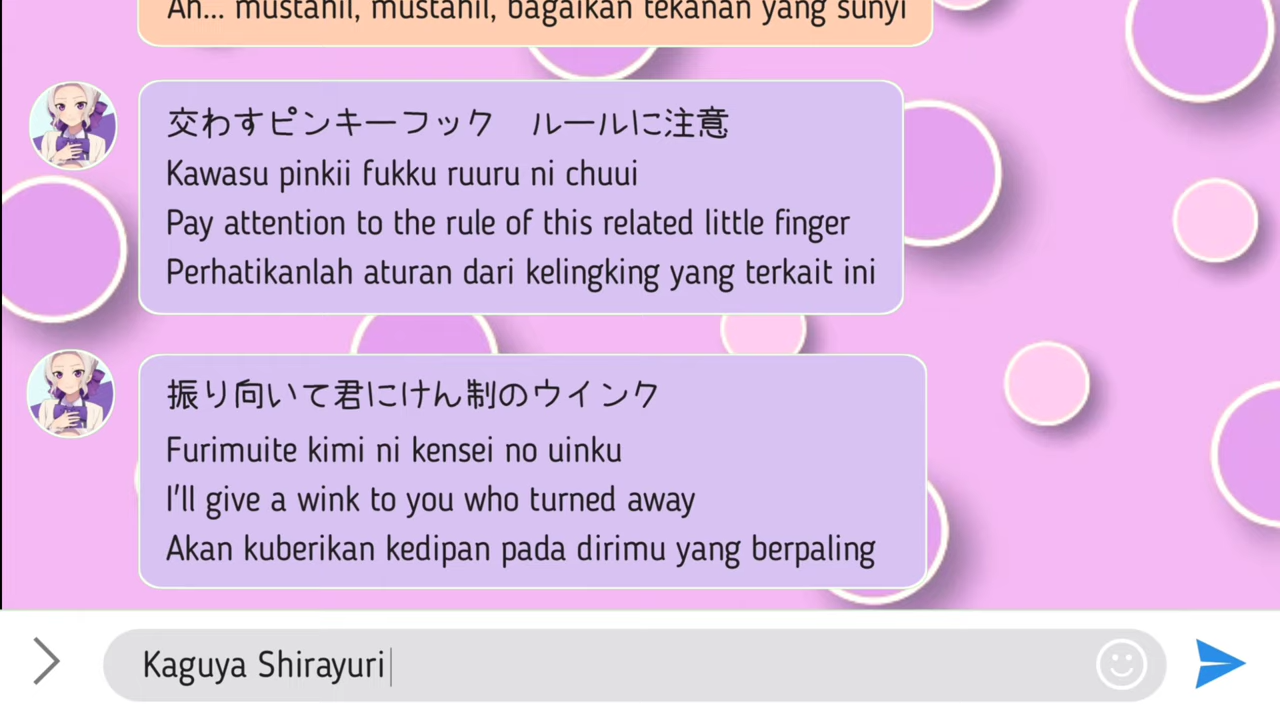 Ah... mustahil, mustahil, bagaikan tekanan yang sunyi
交わすピンキーフック　ルールに注意
Kawasu pinkii fukku ruuru ni chuui
Pay attention to the rule of this related little finger
Perhatikanlah aturan dari kelingking yang terkait ini
振り向いて君にけん制のウインク
Furimuite kimi ni kensei no uinku
I'll give a wink to you who turned away
Akan kuberikan kedipan pada dirimu yang berpaling
Kaguya Shirayuri